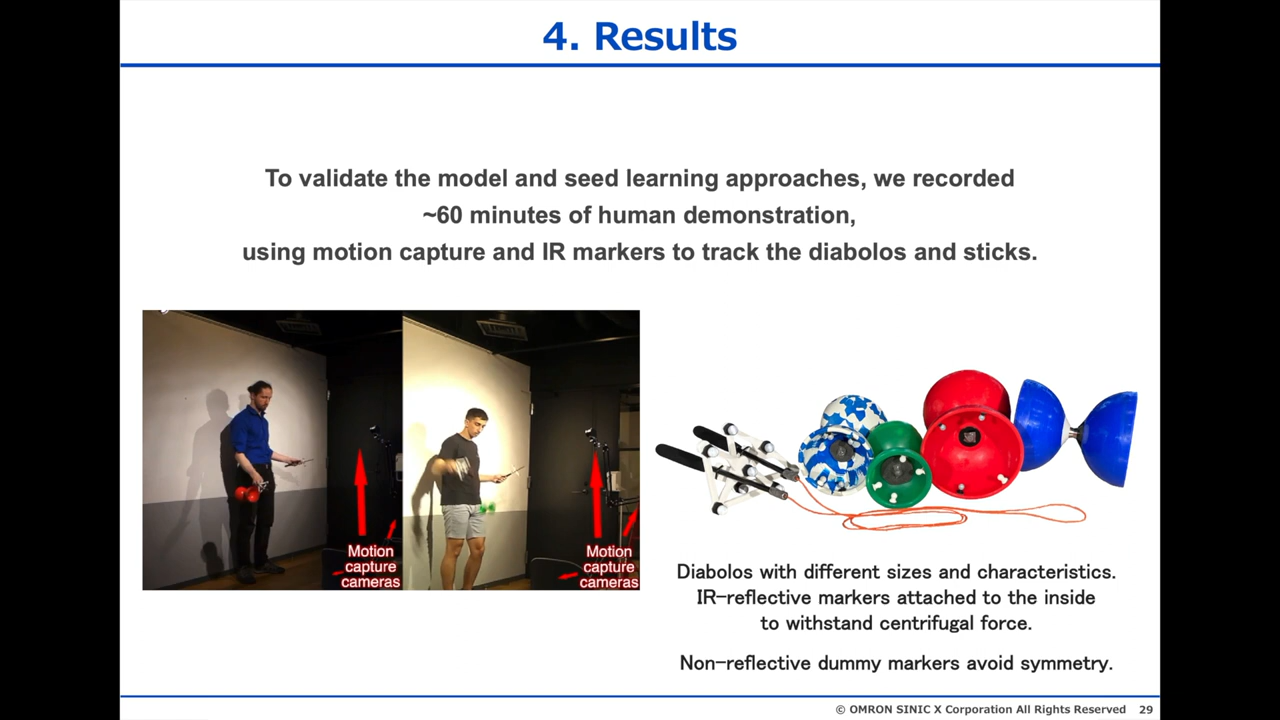 4. Results
To validate the model and seed learning approaches, we recorded
~60 minutes of human demonstration,
using motion capture and IR markers to track the diabolos and sticks.
Motion
capture
cameras
Motion
capture
cameras
Diabolos with different sizes and characteristics.
IR-reflective markers attached to the inside
to withstand centrifugal force.
Non-reflective dummy markers avoid symmetry.
© OMRON SINIC X Corporation All Rights Reserved 29